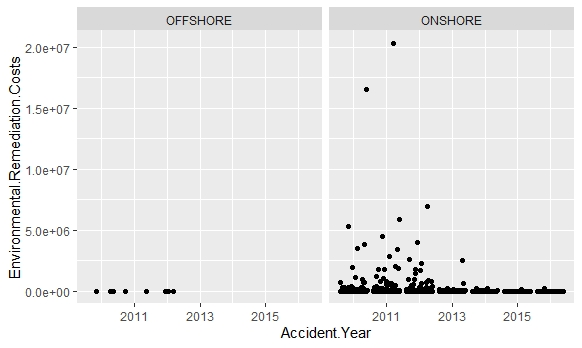 OFFSHORE ONSHORE
Environmental.Remediation.Costs
2.0e+07
1.5e+07
1.0e+07
5.0e+06
0.0e+00
2011 2013 2015 2011 2013 2015
Accident.Year